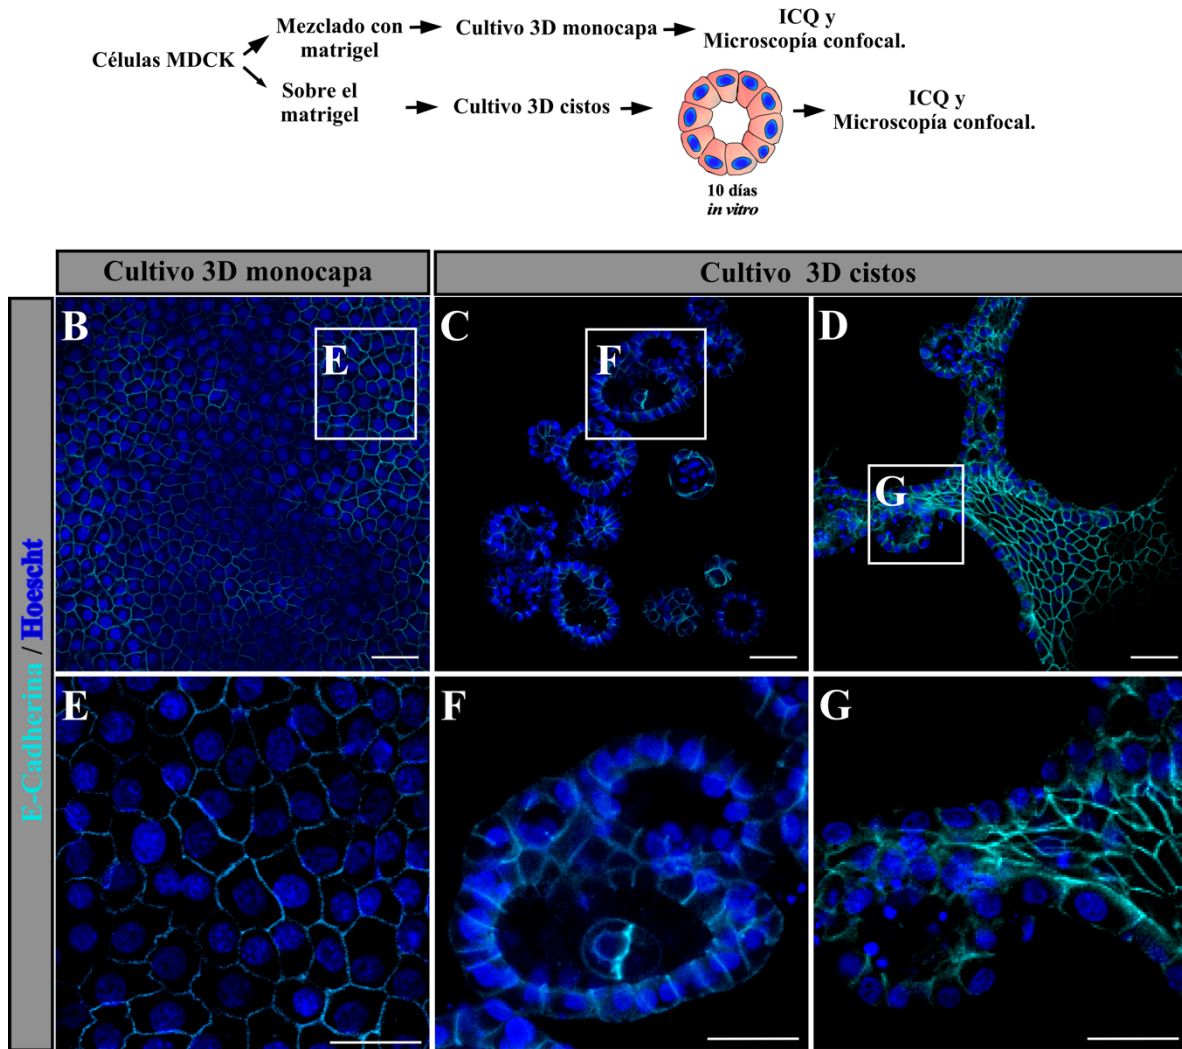 Células MDCK
Mezclado con
matrigel
Cultivo 3D monocapa
ICQ y
Microscopía confocal.
Sobre el
matrigel
Cultivo 3D cistos
10 días
in vitro
ICQ y
Microscopía confocal.
Cultivo 3D monocapa
Cultivo 3D cistos
E-Cadherina / Hoescht
B
E
C
F
D
G
E
F
G